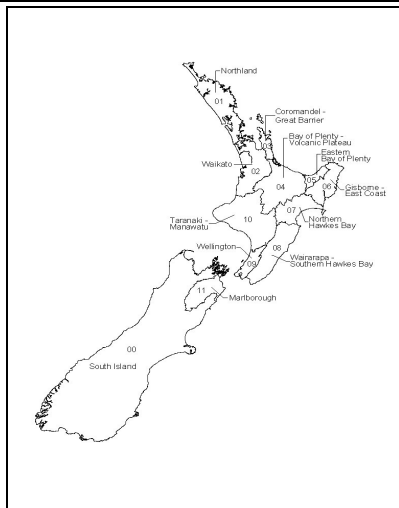 Northland
01
Coromandel -
Great Barrier
03
Bay of Plenty -
Volcanic Plateau
Waikato
02
Eastern
Bay of Plenty
04
05
06
Gisborne -
East Coast
07
Northern
Hawkes Bay
Taranaki -
Manawatu
10
Wellington
08
Wairarapa -
Southern Hawkes Bay
09
11
Marlborough
00
South Island